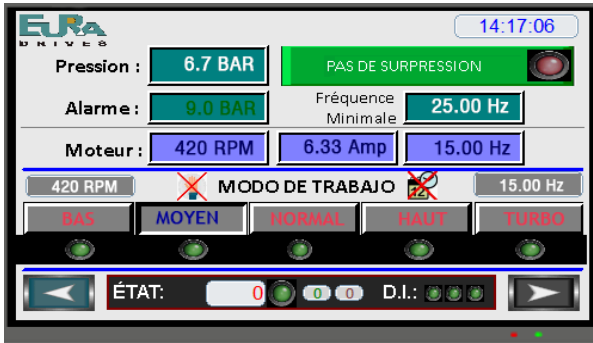 EURA 14:17:06
DRIVES
Pression : 6.7 BAR PAS DE SURPRESSION
Alarme : 9.0 BAR Fréquence Minimale 25.00 Hz
Moteur : 420 RPM 6.33 Amp 15.00 Hz
420 RPM MODO DE TRABAJO 15.00 Hz
BAS MOYEN NORMAL HAUT TURBO
ÉTAT: 0 0 0 D.I.: